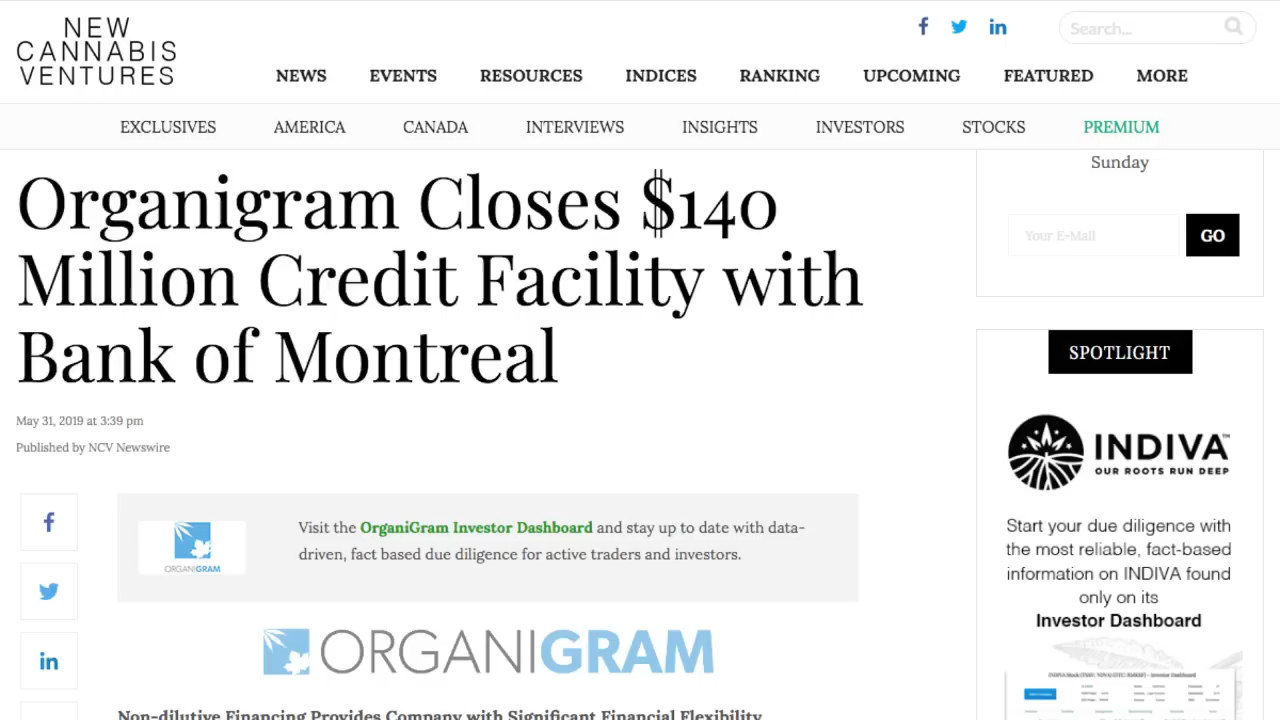 NEW
CANNABIS
VENTURES
Search...
NEWS EVENTS RESOURCES INDICES RANKING UPCOMING FEATURED MORE
EXCLUSIVES AMERICA CANADA INTERVIEWS INSIGHTS INVESTORS STOCKS PREMIUM
Organigram Closes $140
Million Credit Facility with
Bank of Montreal
May 31, 2019 at 3:39 pm
Published by NCV Newswire
Visit the OrganiGram Investor Dashboard and stay up to date with data-
driven, fact based due diligence for active traders and investors.
ORGANIGRAM
ORGANIGRAM
Non-dilutive Financing Provides Company with Significant Financial Flexibility
Sunday
Your E-Mail GO
SPOTLIGHT
INDIVA™
OUR ROOTS RUN DEEP
Start your due diligence with
the most reliable, fact-based
information on INDIVA found
only on its
Investor Dashboard